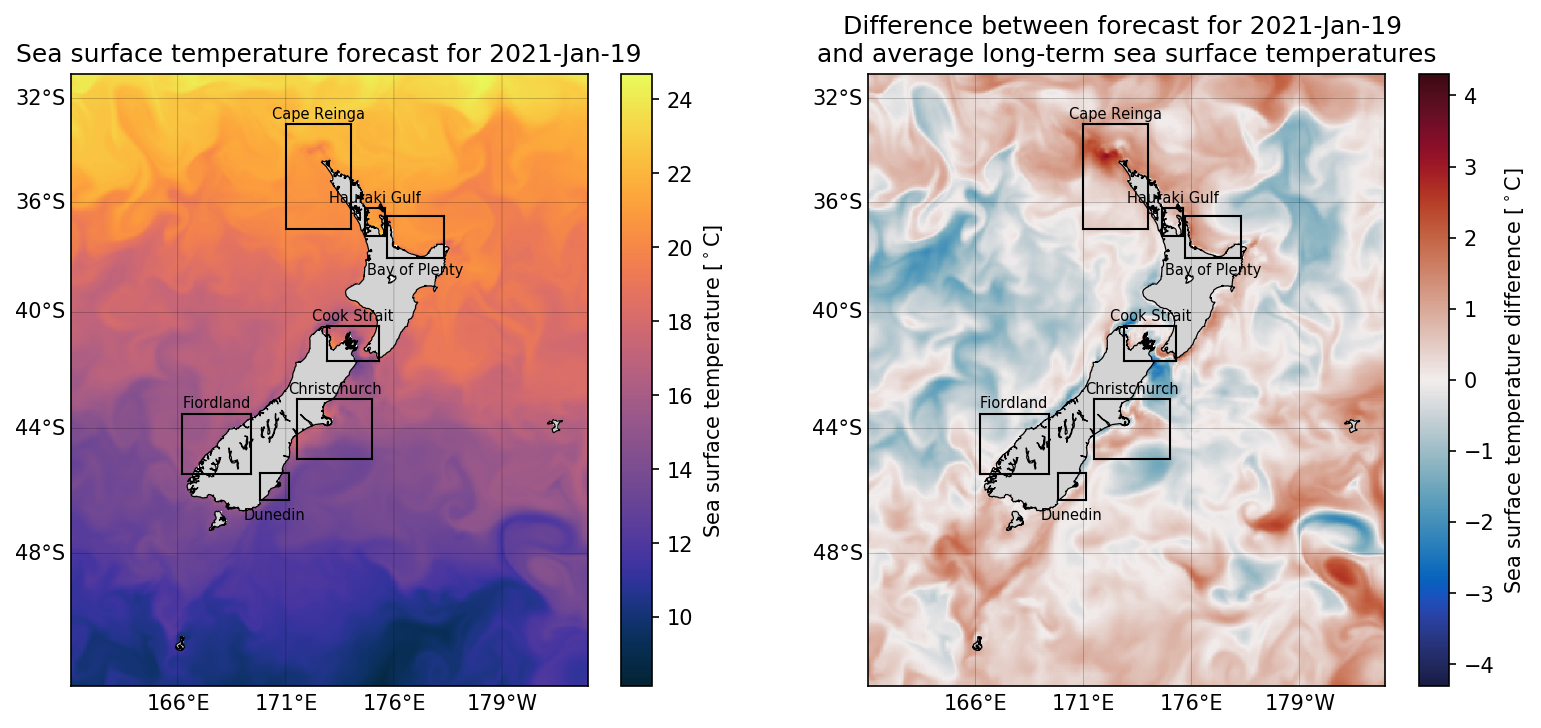 Sea surface temperature forecast for 2021-Jan-19
32°S
36°S
40°S
44°S
48°S
166°E
171°E
176°E
179°W
Cape Reinga
Hauraki Gulf
Bay of Plenty
Cook Strait
Christchurch
Fiordland
Dunedin
24
22
20
18
16
14
12
10
Sea surface temperature [ °C]
Difference between forecast for 2021-Jan-19
and average long-term sea surface temperatures
32°S
36°S
40°S
44°S
48°S
166°E
171°E
176°E
179°W
Cape Reinga
Hauraki Gulf
Bay of Plenty
Cook Strait
Christchurch
Fiordland
Dunedin
4
3
2
1
0
−1
−2
−3
−4
Sea surface temperature difference [ °C]